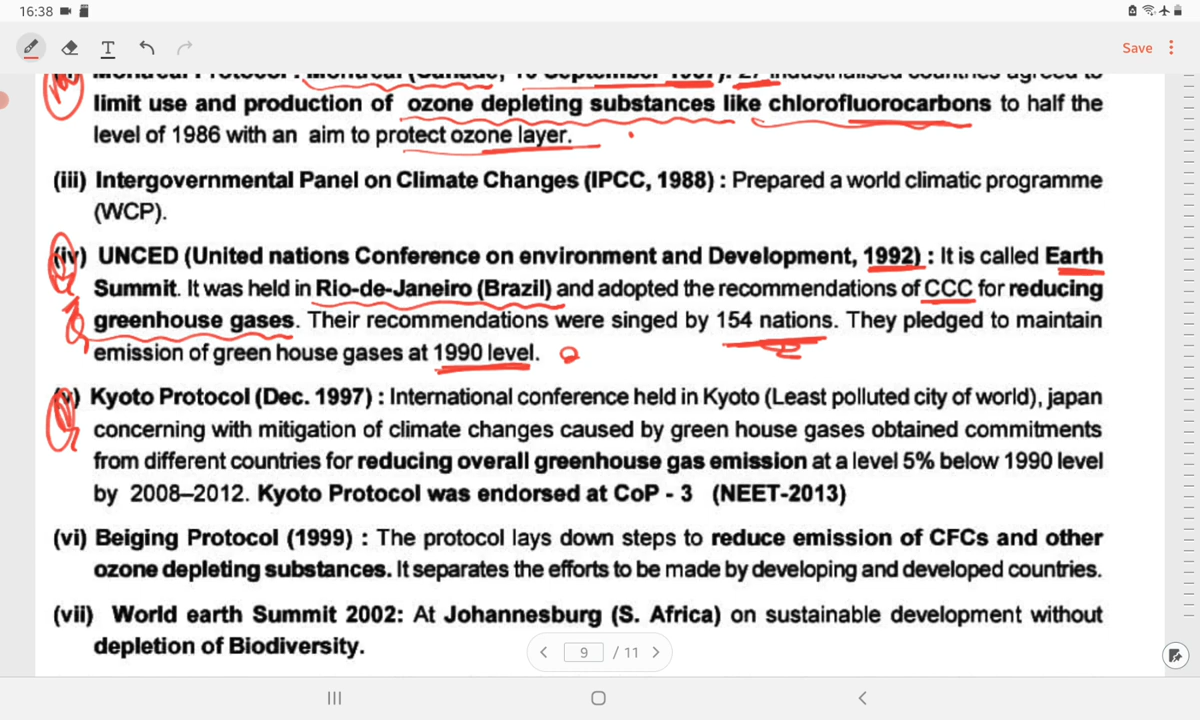 16:38
T
Save
(Canada, 16 September 1987). 27 industrialised countries agreed to
limit use and production of ozone depleting substances like chlorofluorocarbons to half the
level of 1986 with an aim to protect ozone layer.
(iii) Intergovernmental Panel on Climate Changes (IPCC, 1988) : Prepared a world climatic programme
(WCP).
(iv) UNCED (United nations Conference on environment and Development, 1992) : It is called Earth
Summit. It was held in Rio-de-Janeiro (Brazil) and adopted the recommendations of CCC for reducing
greenhouse gases. Their recommendations were singed by 154 nations. They pledged to maintain
emission of green house gases at 1990 level.
(v) Kyoto Protocol (Dec. 1997) : International conference held in Kyoto (Least polluted city of world), japan
concerning with mitigation of climate changes caused by green house gases obtained commitments
from different countries for reducing overall greenhouse gas emission at a level 5% below 1990 level
by 2008–2012. Kyoto Protocol was endorsed at CoP - 3 (NEET-2013)
(vi) Beiging Protocol (1999) : The protocol lays down steps to reduce emission of CFCs and other
ozone depleting substances. It separates the efforts to be made by developing and developed countries.
(vii) World earth Summit 2002: At Johannesburg (S. Africa) on sustainable development without
depletion of Biodiversity.
9 / 11